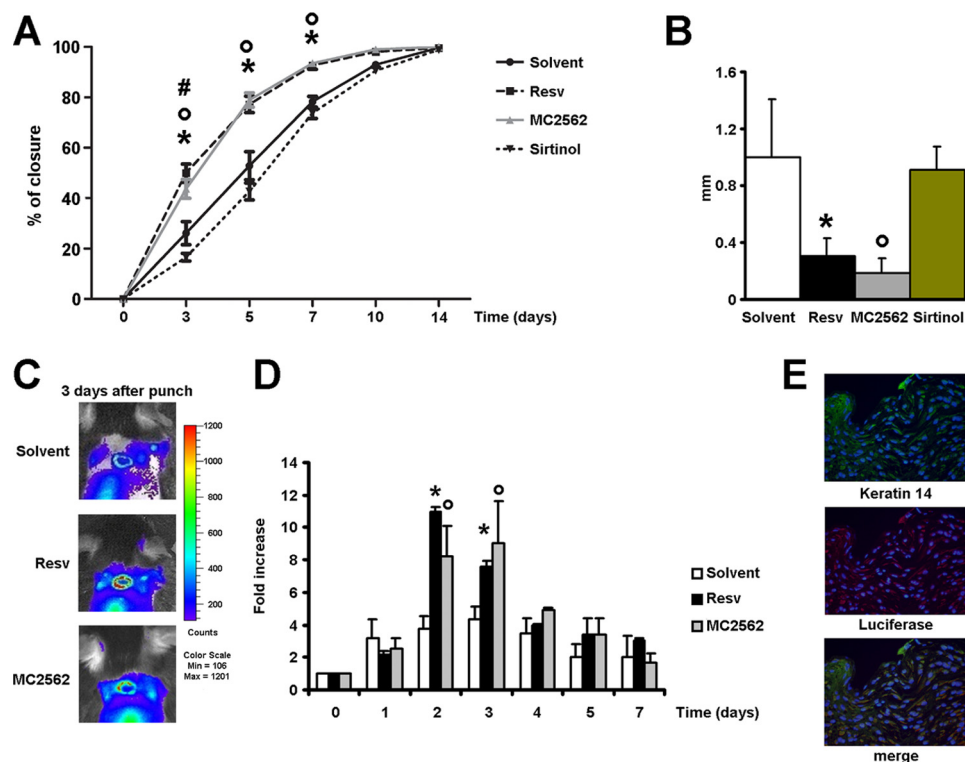 A
% of closure
100
80
60
40
20
0
#
*
*
*
0 3 5 7 10 14 Time (days)
Solvent
Resv
MC2562
Sirtinol
B
mm
1.6
1.2
0.8
0.4
0
*
Solvent Resv MC2562 Sirtinol
C
3 days after punch
Solvent
Resv
MC2562
1200
1000
800
600
400
200
Counts
Color Scale
Min = 106
Max = 1201
D
Fold increase
14
12
10
8
6
4
2
0
*
*
0 1 2 3 4 5 7 Time (days)
Solvent
Resv
MC2562
E
Keratin 14
Luciferase
merge